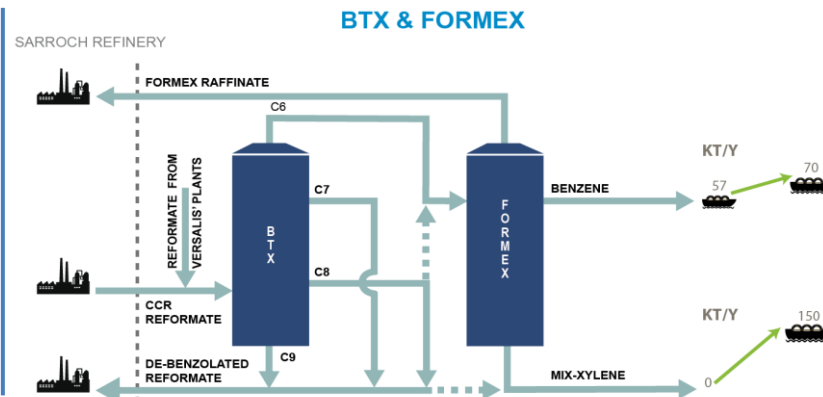 BTX & FORMEX
SARROCH REFINERY
FORMEX RAFFINATE
C6
KT/Y
70
57
C7
BENZENE
REFORMATE FROM
VERSALIS' PLANTS
BTX
FORMEX
C8
CCR
REFORMATE
KT/Y
150
C9
DE-BENZOLATED
REFORMATE
MIX-XYLENE
0